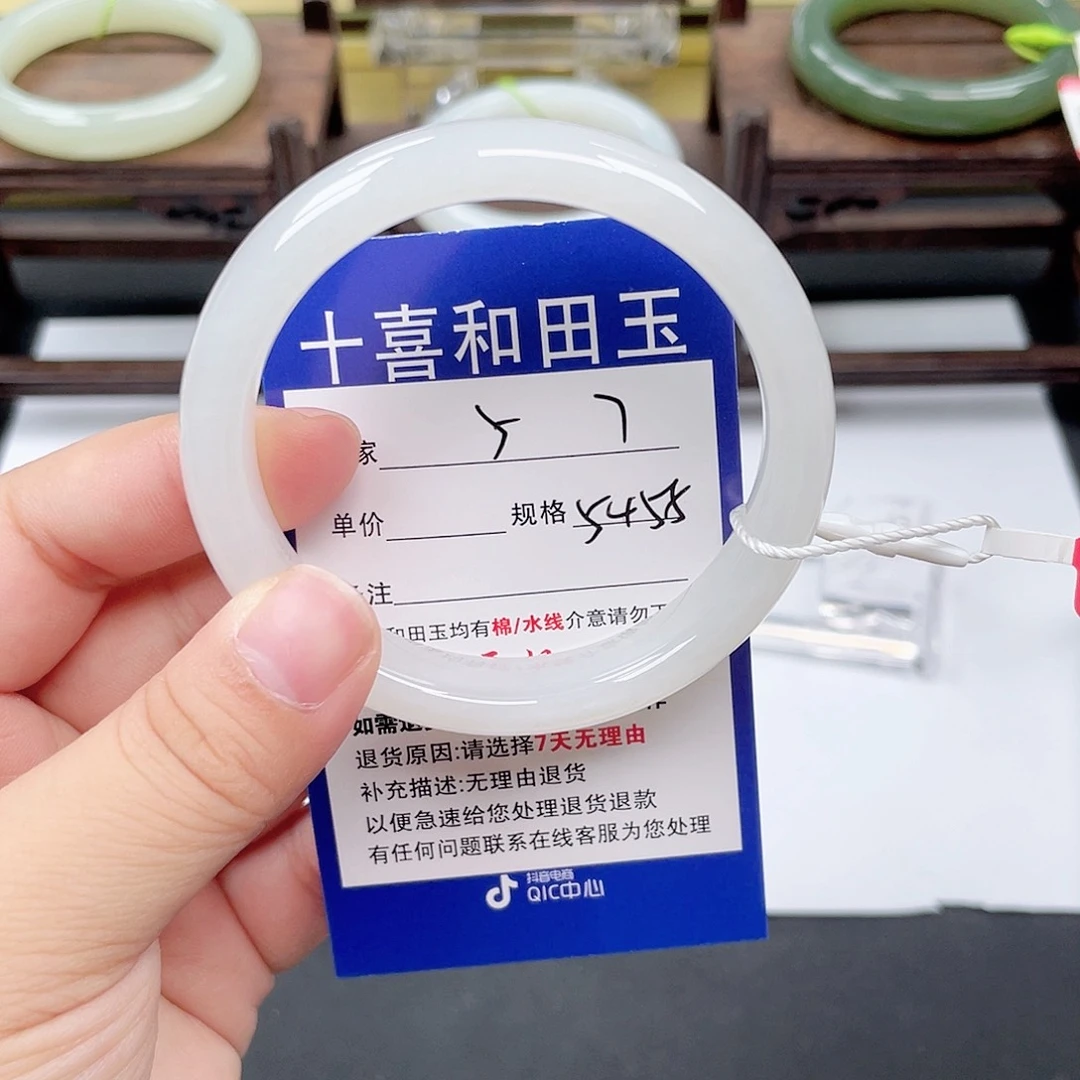 十喜和田玉
家
单价 规格 545 58
注
和田玉均有棉/水线介意请勿下
如需退
退货原因:请选择7天无理由
补充描述:无理由退货
以便急速给您处理退货退款
有任何问题联系在线客服为您处理
抖音电商
QIC中心